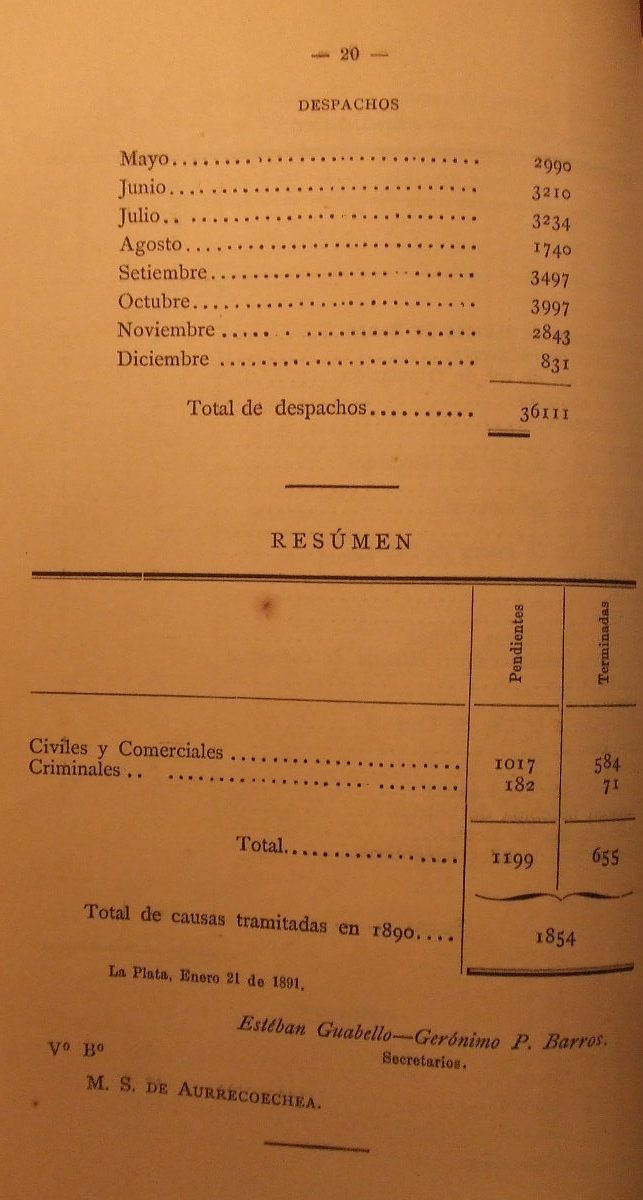 — 20 —
DESPACHOS
Mayo.............................. 2990
Junio.............................. 3210
Julio.. ........................... 3234
Agosto............................ 1740
Setiembre......................... 3497
Octubre........................... 3997
Noviembre ..... . ................ 2843
Diciembre ........................ 831
Total de despachos.......... 36111
RESÚMEN
Pendientes Terminadas
Civiles y Comerciales ...................... 1017 584
Criminales .. ............................ 182 71
Total................ 1199 655
Total de causas tramitadas en 1890.... 1854
La Plata, Enero 21 de 1891.
Estéban Guabello—Gerónimo P. Barros.
Secretarios.
Vº Bº
M. S. DE AURRECOECHEA.